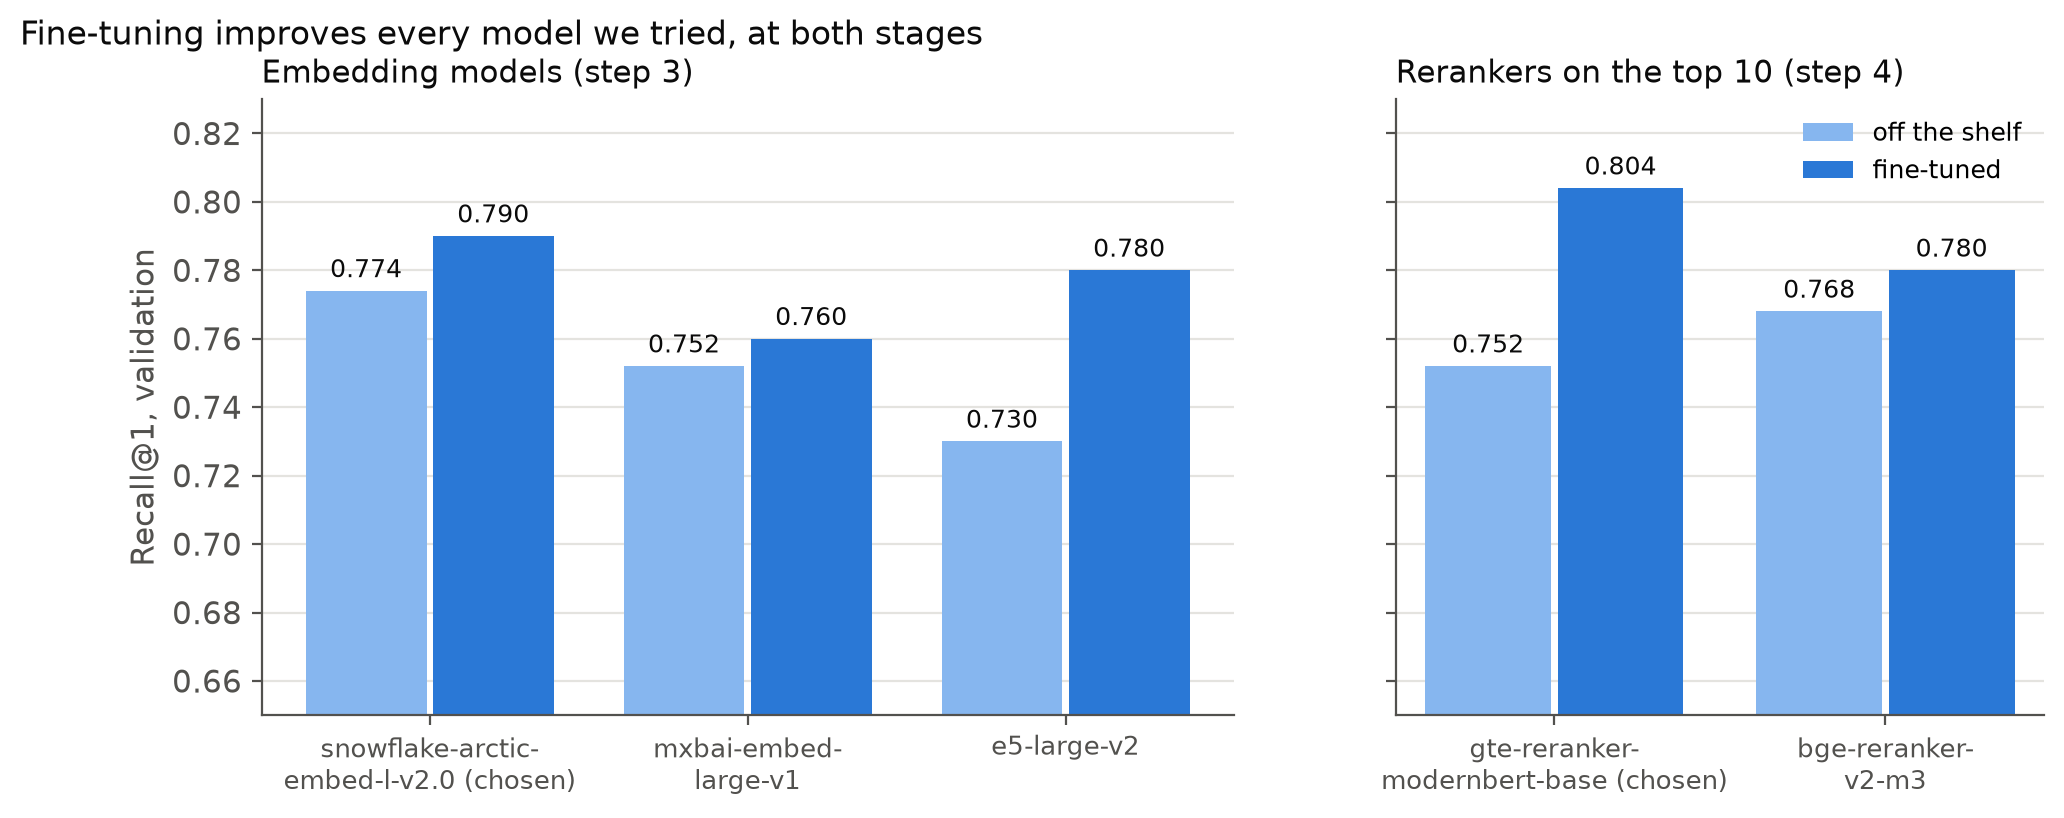 Fine-tuning improves every model we tried, at both stages
Embedding models (step 3)
Recall@1, validation
0.82
0.80
0.78
0.76
0.74
0.72
0.70
0.68
0.66
0.774
0.790
0.752
0.760
0.730
0.780
snowflake-arctic-
embed-l-v2.0 (chosen)
mxbai-embed-
large-v1
e5-large-v2
Rerankers on the top 10 (step 4)
off the shelf
fine-tuned
0.752
0.804
0.768
0.780
gte-reranker-
modernbert-base (chosen)
bge-reranker-
v2-m3